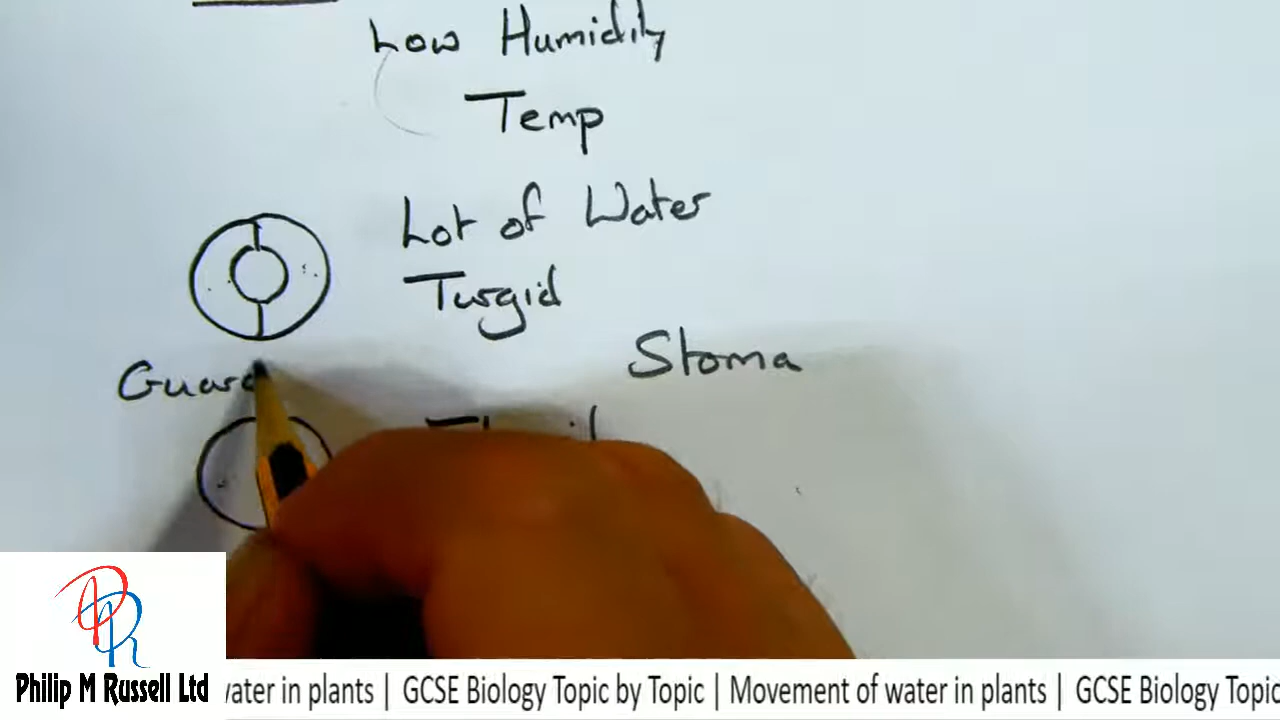 Low Humidity
Temp
Lot of Water
Turgid
Stoma
Guard
Philip M Russell Ltd
water in plants | GCSE Biology Topic by Topic | Movement of water in plants | GCSE Biology Topic